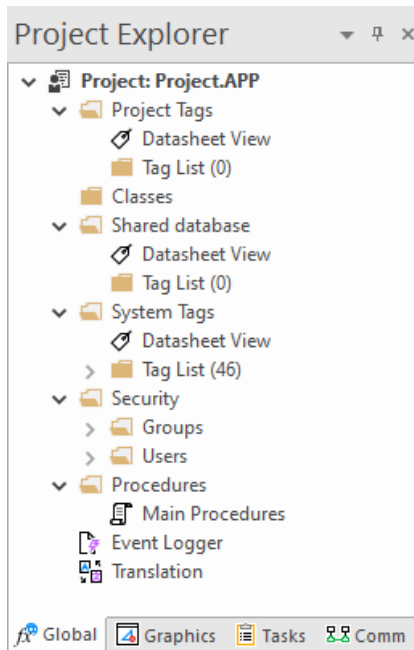 Project Explorer
Project: Project.APP
Project Tags
Datasheet View
Tag List (0)
Classes
Shared database
Datasheet View
Tag List (0)
System Tags
Datasheet View
Tag List (46)
Security
Groups
Users
Procedures
Main Procedures
Event Logger
Translation
Global Graphics Tasks Comm